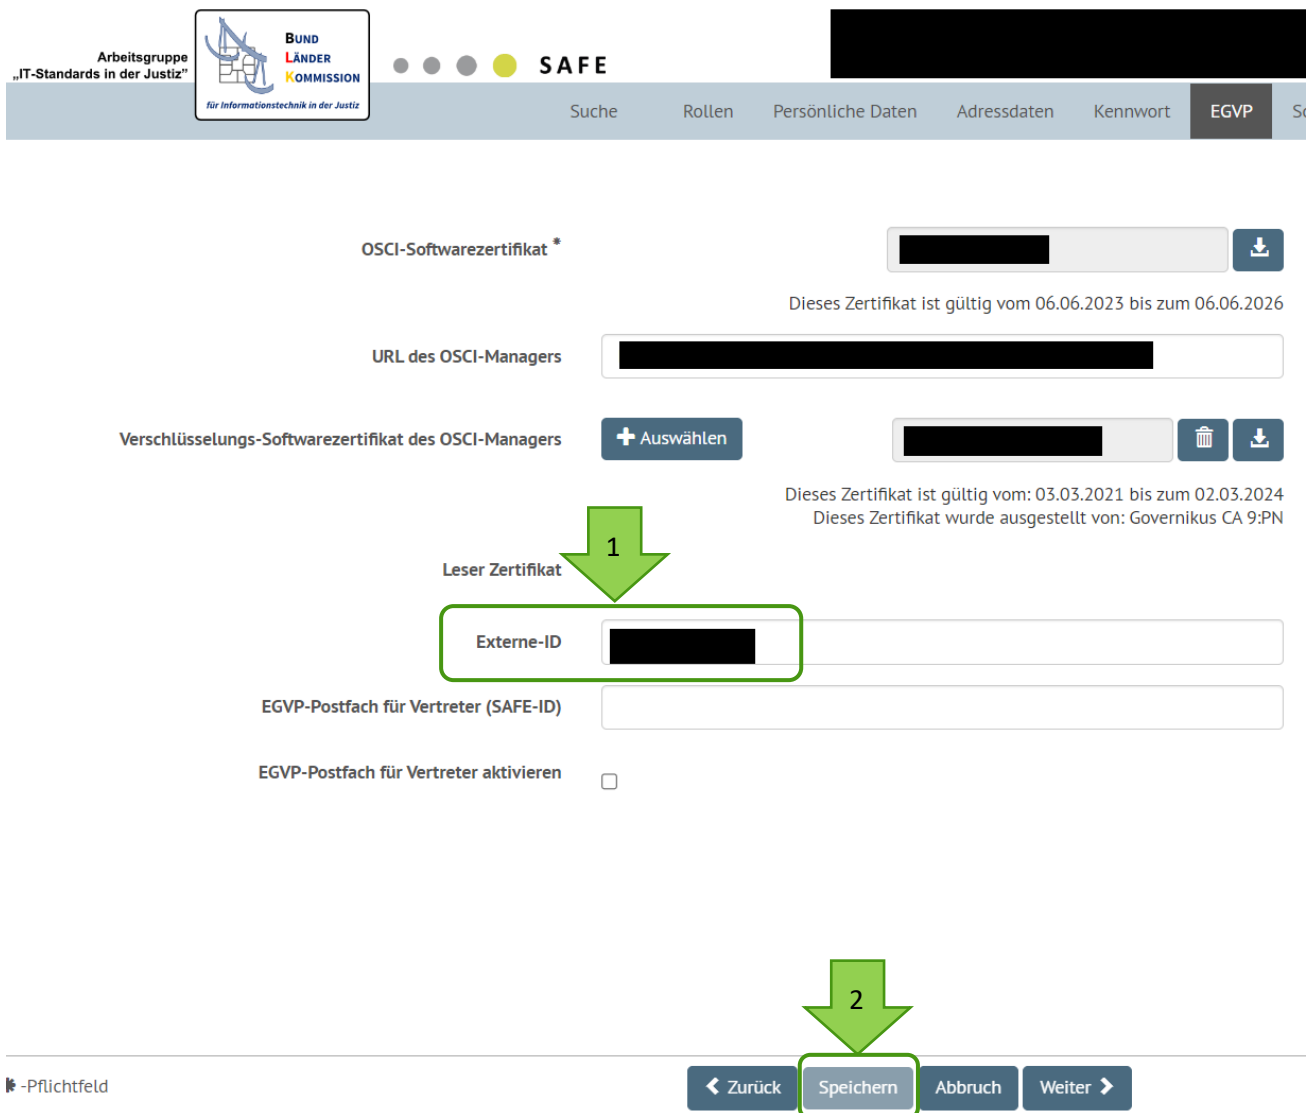 Arbeitsgruppe
„IT-Standards in der Justiz”
BUND
LÄNDER
KOMMISSION
für Informationstechnik in der Justiz
SAFE
Suche Rollen Persönliche Daten Adressdaten Kennwort EGVP
OSCI-Softwarezertifikat *
Dieses Zertifikat ist gültig vom 06.06.2023 bis zum 06.06.2026
URL des OSCI-Managers
Verschlüsselungs-Softwarezertifikat des OSCI-Managers
Auswählen
Dieses Zertifikat ist gültig vom: 03.03.2021 bis zum 02.03.2024
Dieses Zertifikat wurde ausgestellt von: Governikus CA 9:PN
1
Leser Zertifikat
Externe-ID
EGVP-Postfach für Vertreter (SAFE-ID)
EGVP-Postfach für Vertreter aktivieren
2
* -Pflichtfeld
Zurück Speichern Abbruch Weiter